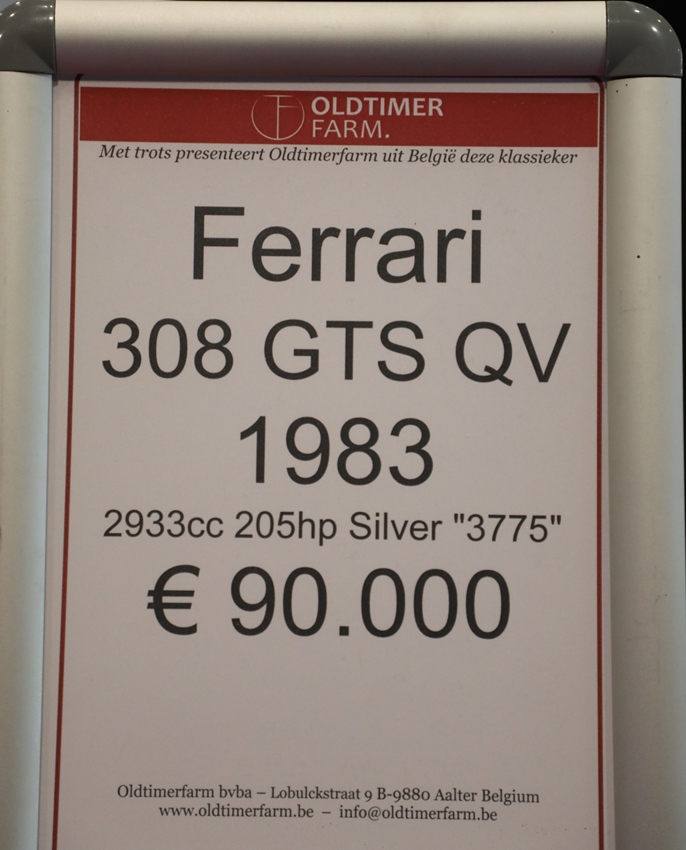 OLDTIMER
FARM.
Met trots presenteert Oldtimerfarm uit België deze klassieker
Ferrari
308 GTS QV
1983
2933cc 205hp Silver "3775"
€ 90.000
Oldtimerfarm bvba – Lobulckstraat 9 B-9880 Aalter Belgium
www.oldtimerfarm.be – info@oldtimerfarm.be